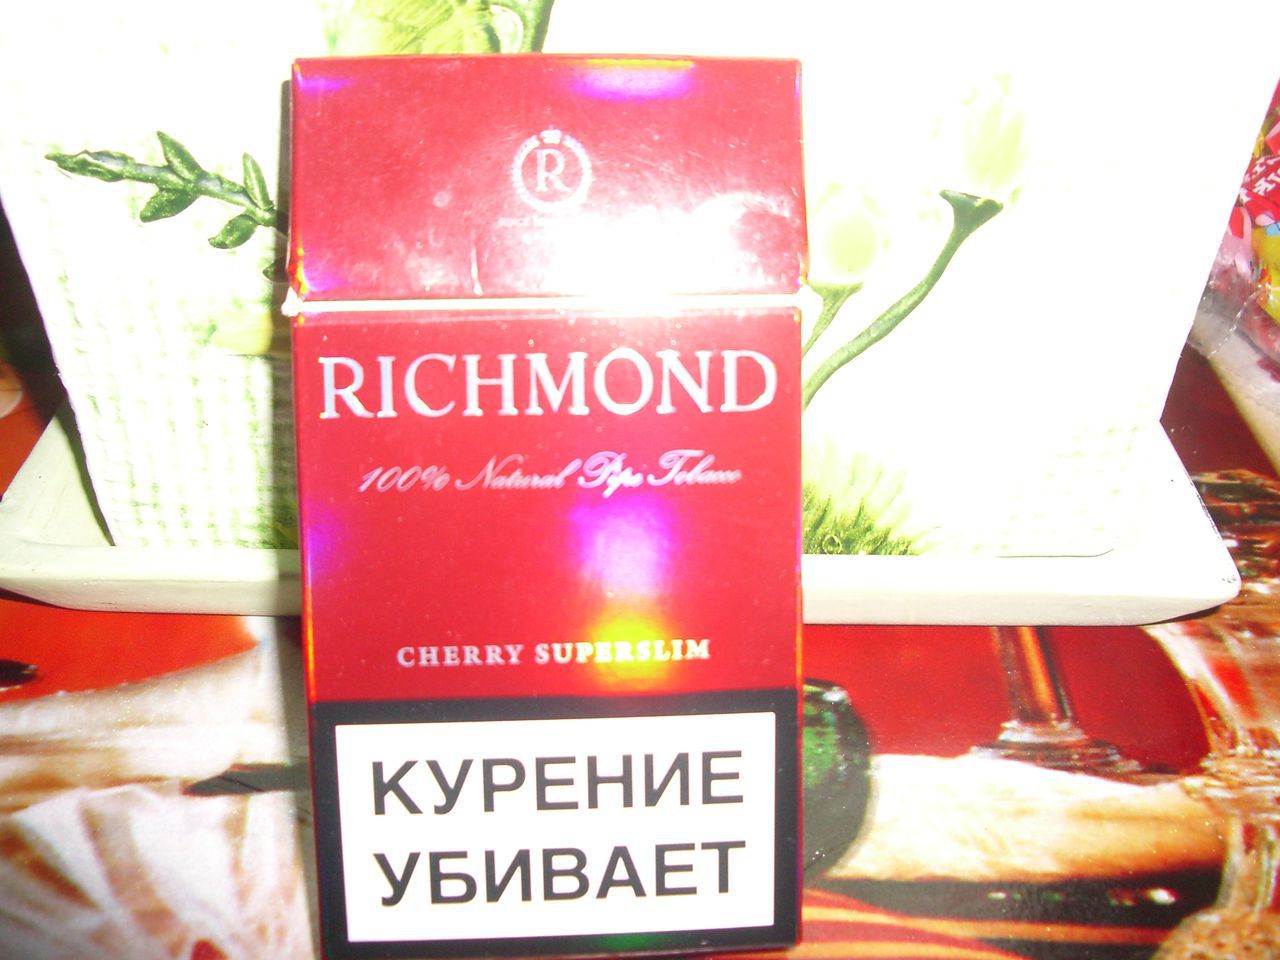 R
RICHMOND
100% Natural Pipe Tobacco
CHERRY SUPERSLIM
КУРЕНИЕ
УБИВАЕТ